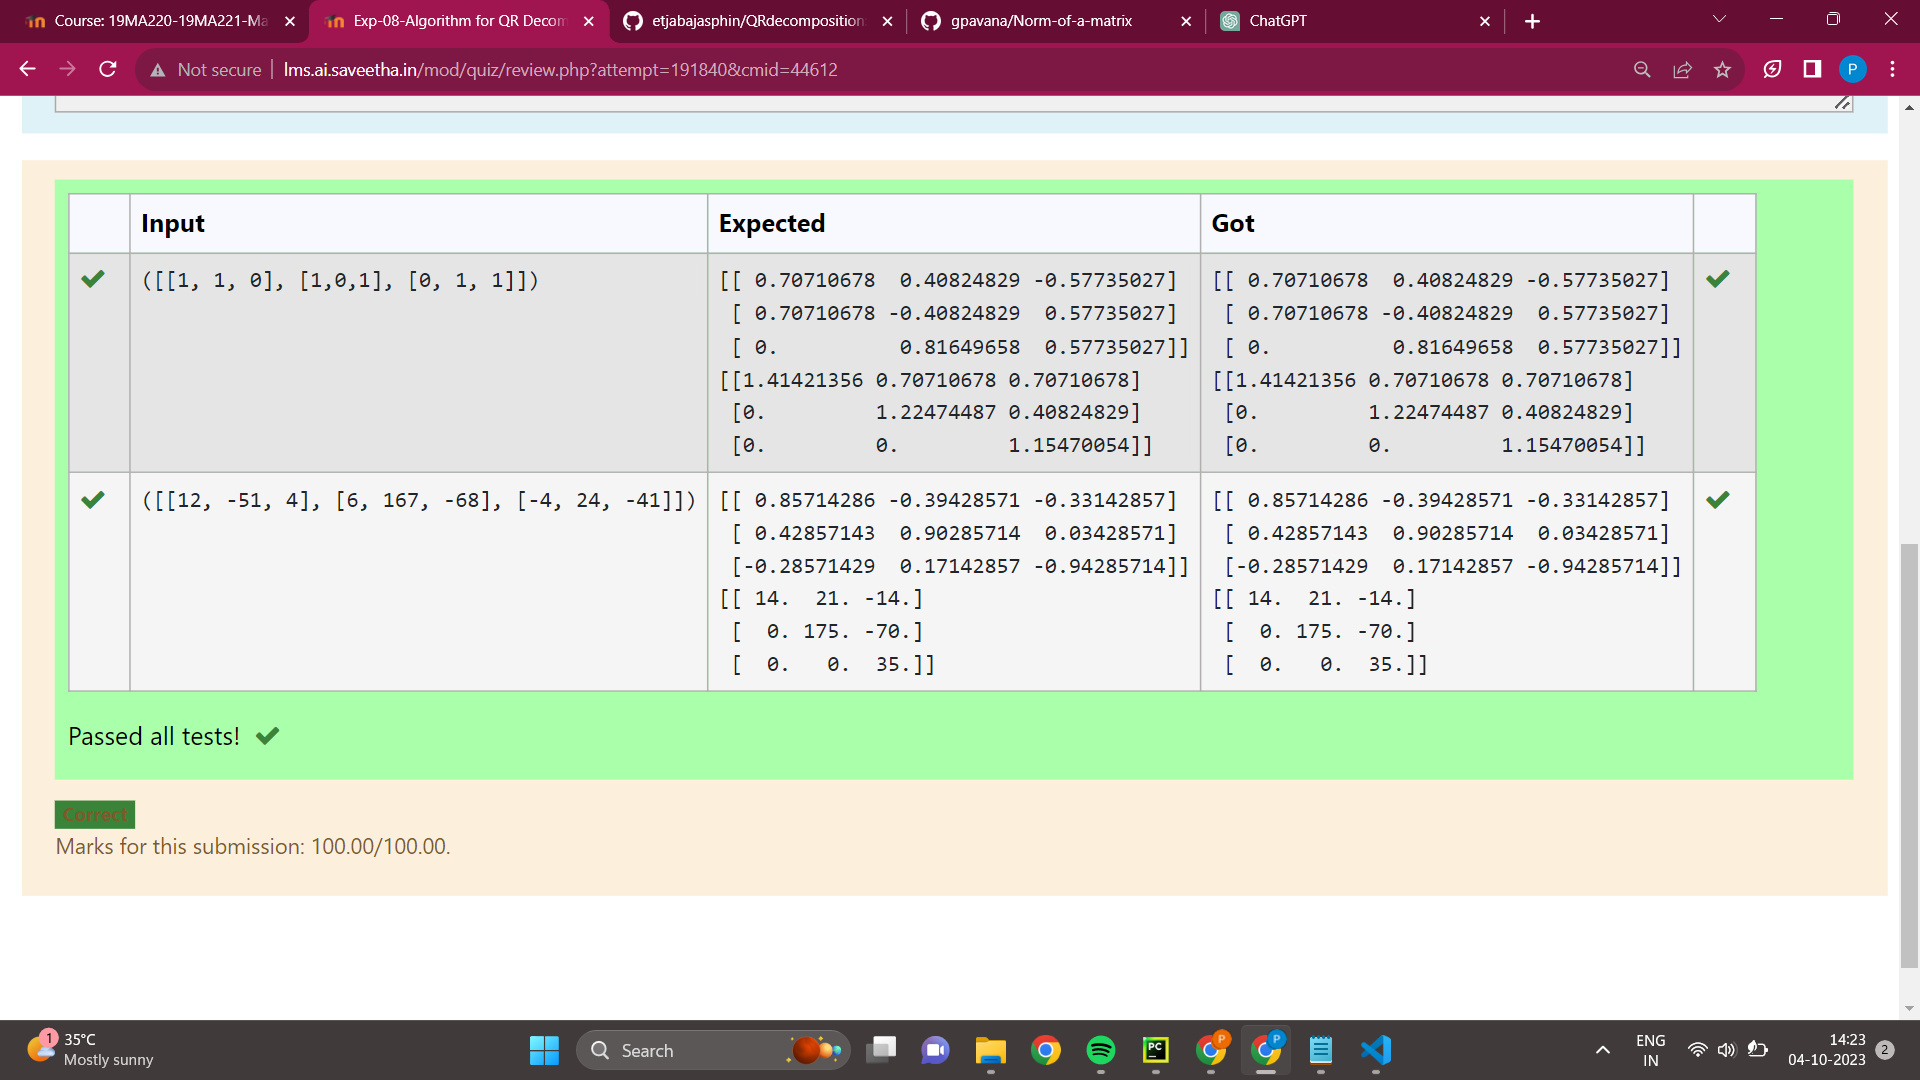 Course: 19MA220-19MA221-Ma
Exp-08-Algorithm for QR Decom
etjabajasphin/QRdecomposition
gpavana/Norm-of-a-matrix
ChatGPT
Not secure
lms.ai.saveetha.in/mod/quiz/review.php?attempt=191840&cmid=44612
P
Input Expected Got
([[1, 1, 0], [1,0,1], [0, 1, 1]])
[[ 0.70710678  0.40824829 -0.57735027]
[ 0.70710678 -0.40824829  0.57735027]
[ 0.          0.81649658  0.57735027]]
[[1.41421356 0.70710678 0.70710678]
[0.         1.22474487 0.40824829]
[0.         0.         1.15470054]]
[[ 0.70710678  0.40824829 -0.57735027]
[ 0.70710678 -0.40824829  0.57735027]
[ 0.          0.81649658  0.57735027]]
[[1.41421356 0.70710678 0.70710678]
[0.         1.22474487 0.40824829]
[0.         0.         1.15470054]]
([[12, -51, 4], [6, 167, -68], [-4, 24, -41]])
[[ 0.85714286 -0.39428571 -0.33142857]
[ 0.42857143  0.90285714  0.03428571]
[-0.28571429  0.17142857 -0.94285714]]
[[ 14.  21. -14.]
[  0. 175. -70.]
[  0.   0.  35.]]
[[ 0.85714286 -0.39428571 -0.33142857]
[ 0.42857143  0.90285714  0.03428571]
[-0.28571429  0.17142857 -0.94285714]]
[[ 14.  21. -14.]
[  0. 175. -70.]
[  0.   0.  35.]]
Passed all tests!
Correct
Marks for this submission: 100.00/100.00.
1
35°C
Mostly sunny
Search
PC
P
P
ENG
IN
14:23
04-10-2023
2